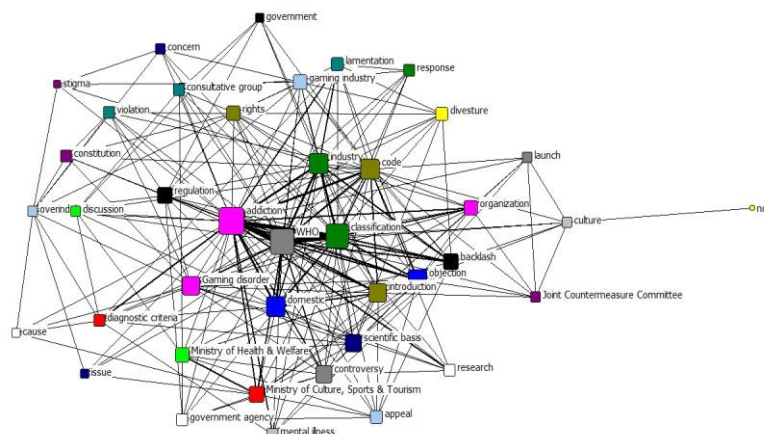 government
concern
lamentation
response
gaming industry
stigma
consultative group
violation
rights
divesture
constitution
industry
code
launch
regulation
addiction
organization
discussion
culture
WHO
classification
backlash
objection
Gaming disorder
domestic
introduction
Joint Countermeasure Committee
cause
diagnostic criteria
scientific basis
Ministry of Health & Welfare
controversy
research
issue
Ministry of Culture, Sports & Tourism
government agency
appeal
mental illness